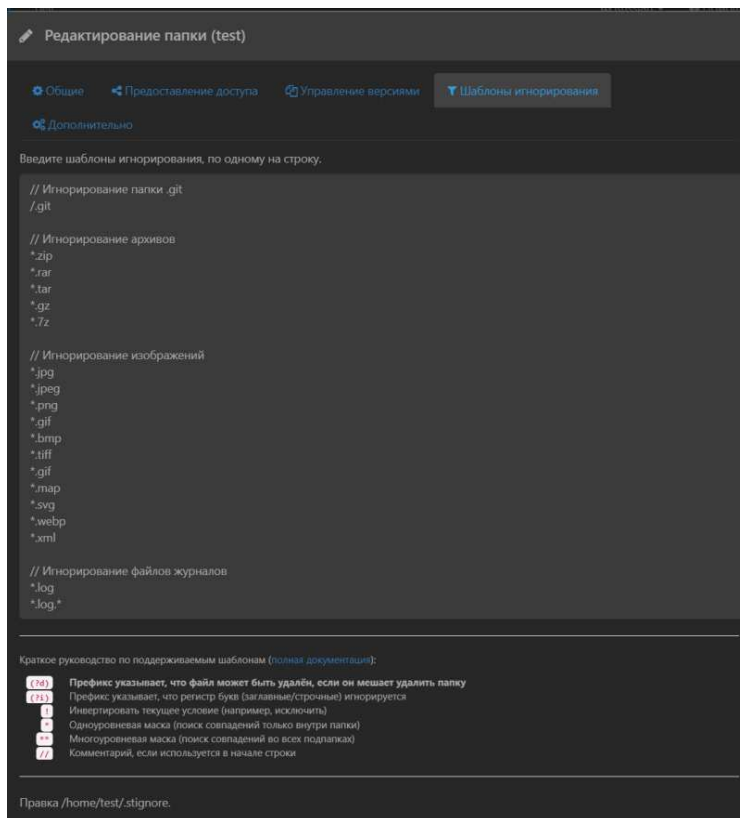 Редактирование папки (test)
Общие Предоставление доступа Управление версиями Шаблоны игнорирования
Дополнительно
Введите шаблоны игнорирования, по одному на строку.
// Игнорирование папки .git
/.git
// Игнорирование архивов
*.zip
*.rar
*.tar
*.gz
*.7z
// Игнорирование изображений
*.jpg
*.jpeg
*.png
*.gif
*.bmp
*.tiff
*.gif
*.map
*.svg
*.webp
*.xml
// Игнорирование файлов журналов
*.log
*.log.*
Краткое руководство по поддерживаемым шаблонам (полная документация):
(?d) Префикс указывает, что файл может быть удалён, если он мешает удалить папку
(?i) Префикс указывает, что регистр букв (заглавные/строчные) игнорируется
! Инвертировать текущее условие (например, исключить)
* Одноуровневая маска (поиск совпадений только внутри папки)
** Многоуровневая маска (поиск совпадений во всех подпапках)
// Комментарий, если используется в начале строки
Правка /home/test/.stignore.